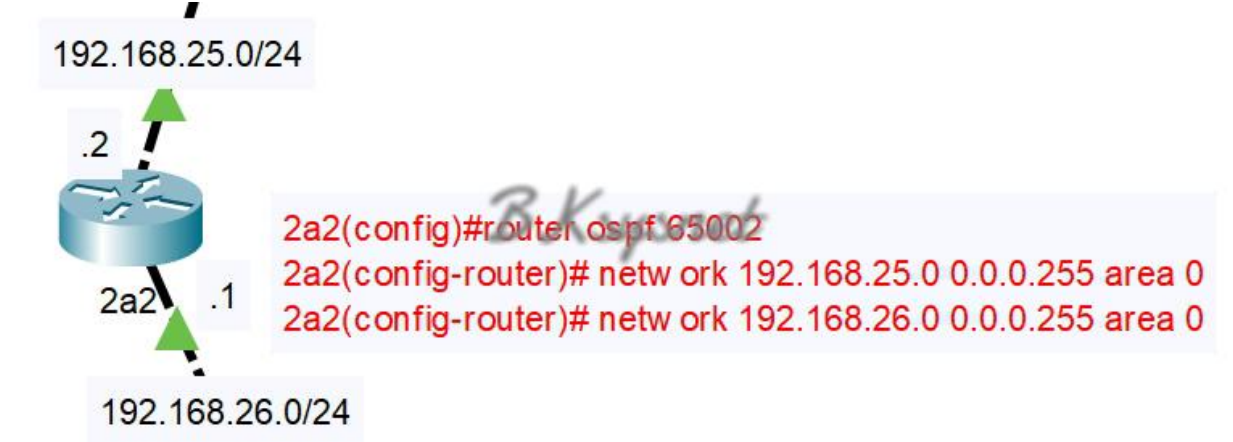 192.168.25.0/24
.2
2a2(config)#router ospf 65002
2a2(config-router)# netw ork 192.168.25.0 0.0.0.255 area 0
2a2 .1
2a2(config-router)# netw ork 192.168.26.0 0.0.0.255 area 0
192.168.26.0/24